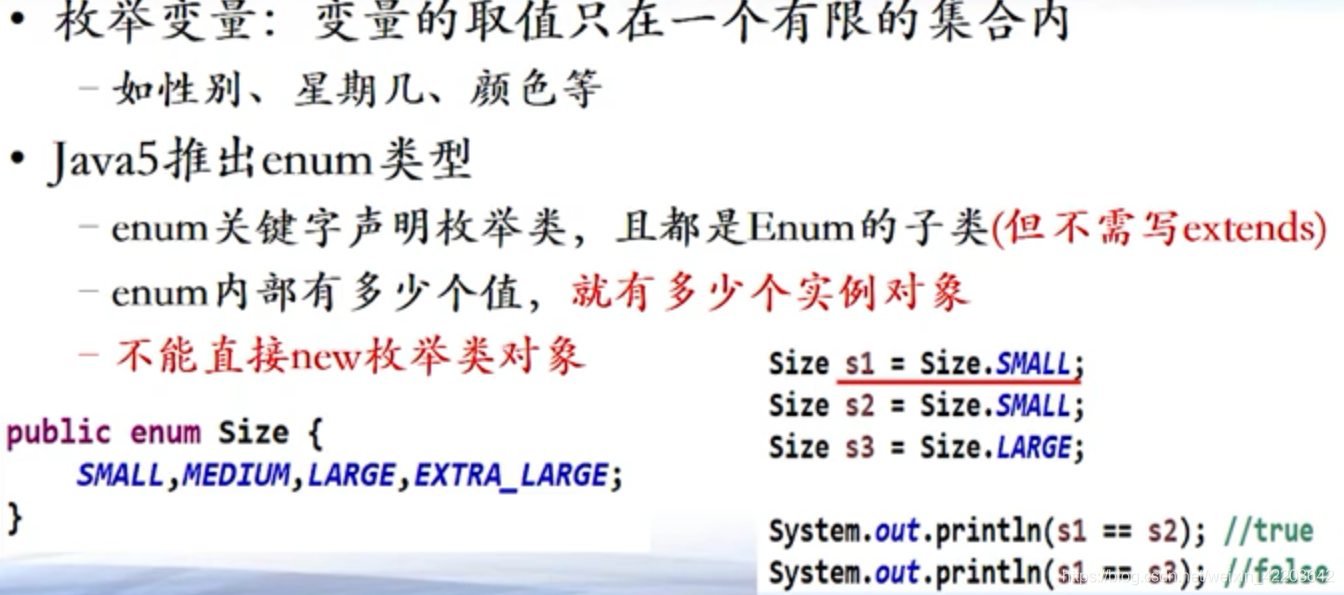 • 枚举变量：变量的取值只在一个有限的集合内
– 如性别、星期几、颜色等
• Java5推出enum类型
– enum关键字声明枚举类，且都是Enum的子类(但不需写extends)
– enum内部有多少个值，就有多少个实例对象
– 不能直接new枚举类对象
public enum Size {
SMALL,MEDIUM,LARGE,EXTRA_LARGE;
}
Size s1 = Size.SMALL;
Size s2 = Size.SMALL;
Size s3 = Size.LARGE;
System.out.println(s1 == s2); //true
System.out.println(s1 == s3); //false